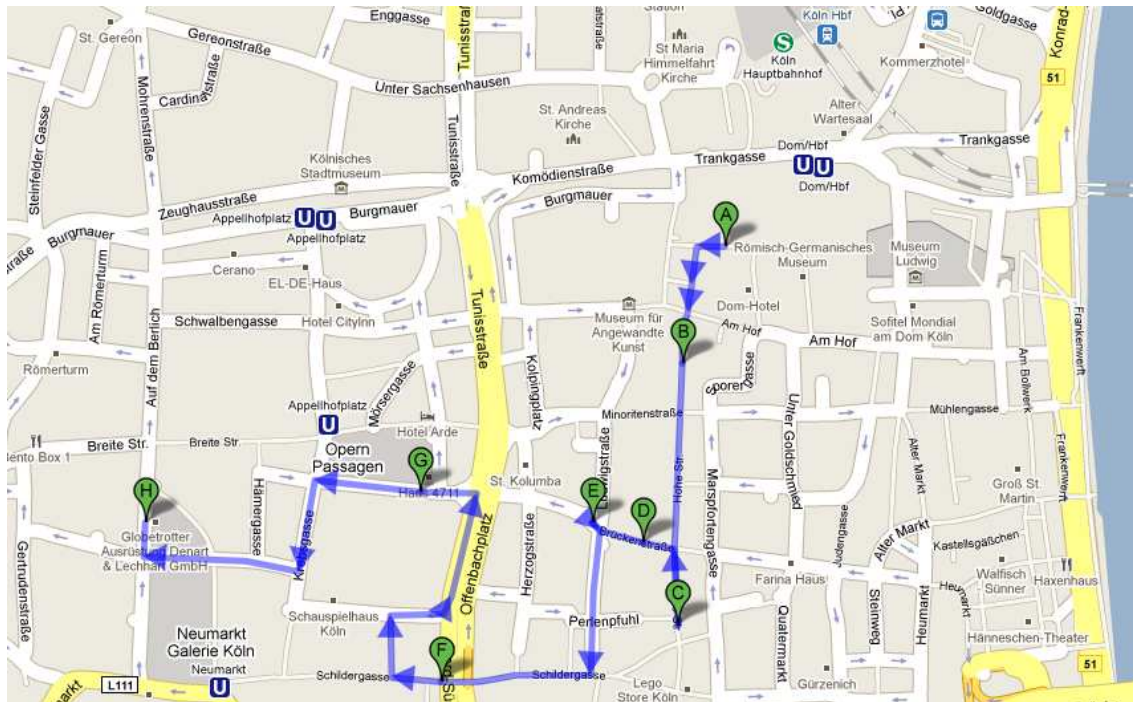 Enggasse
Tunisstraße
St. Gereon
Gereonstraße
Station
St Maria
Himmelfahrt
Kirche
Köln Hbf
Köln
Hauptbahnhof
Goldgasse
Kommerzhotel
Konrad-
51
Cardinalstraße
Mohrenstraße
Steinfelder Gasse
Unter Sachsenhausen
Tunisstraße
St. Andreas
Kirche
Alter
Wartesaal
Trankgasse
Dom/Hbf
Trankgasse
Dom/Hbf
Kölnisches
Stadtmuseum
Komödienstraße
Zeughausstraße
Burgmauer
Burgmauer
Appellhofplatz
Appellhofplatz
Burgmauer
A
Römisch-Germanisches
Museum
Museum
Ludwig
Cerano
EL-DE-Haus
Am Römerturm
Schwalbengasse
Hotel CityInn
Tunisstraße
Museum für
Angewandte
Kunst
Dom-Hotel
Am Hof
Am Hof
Sofitel Mondial
am Dom Köln
Frankenwerft
Am Bollwerk
Frankenwerft
B
Römerturm
Auf dem Berlich
Mörsergasse
Kolpingplatz
Appellhofplatz
Minoritenstraße
Mühlengasse
Unter Goldschmied
Breite Str.
Breite Str.
Hotel Arde
Opern
Passagen
G
Haus 4711
St. Kolumba
Ludwigstraße
Hohe Str.
Marspfortengasse
Alter Markt
Groß St.
Martin
H
E
D
Brückenstraße
Globetrotter
Ausrüstung Denart
& Lechhart GmbH
Hämergasse
Krebsgasse
Offenbachplatz
Herzogstraße
Judengasse
Alter Markt
Kastellsgäßchen
Gertrudenstraße
C
Farina Haus
Heumarkt
Heumarkt
Walfisch
Sünner
Haxenhaus
Schauspielhaus
Köln
Perlenpfuhl
Quatermarkt
Steinweg
Hänneschen-Theater
Neumarkt
Galerie Köln
Neumarkt
F
Schildergasse
Schildergasse
Lego
Store Köln
Gürzenich
51
L111